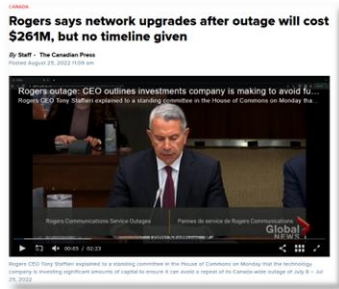 CANADA
Rogers says network upgrades after outage will cost
$261M, but no timeline given
By Staff - The Canadian Press
Posted August 25, 2022 11:09 am
Rogers outage: CEO outlines investments company is making to avoid fu...
Rogers CEO Tony Staffieri explained to a standing committee in the House of Commons on Monday that tha...
Rogers Communications Service Outages
Pannes de service de Rogers Communications
Global
NEWS
00:05 / 02:23
Rogers CEO Tony Staffieri explained to a standing committee in the House of Commons on Monday that the technology
company is investing significant amounts of capital to ensure it can avoid a repeat of its Canada-wide outage of July 8 – Jul
25, 2022